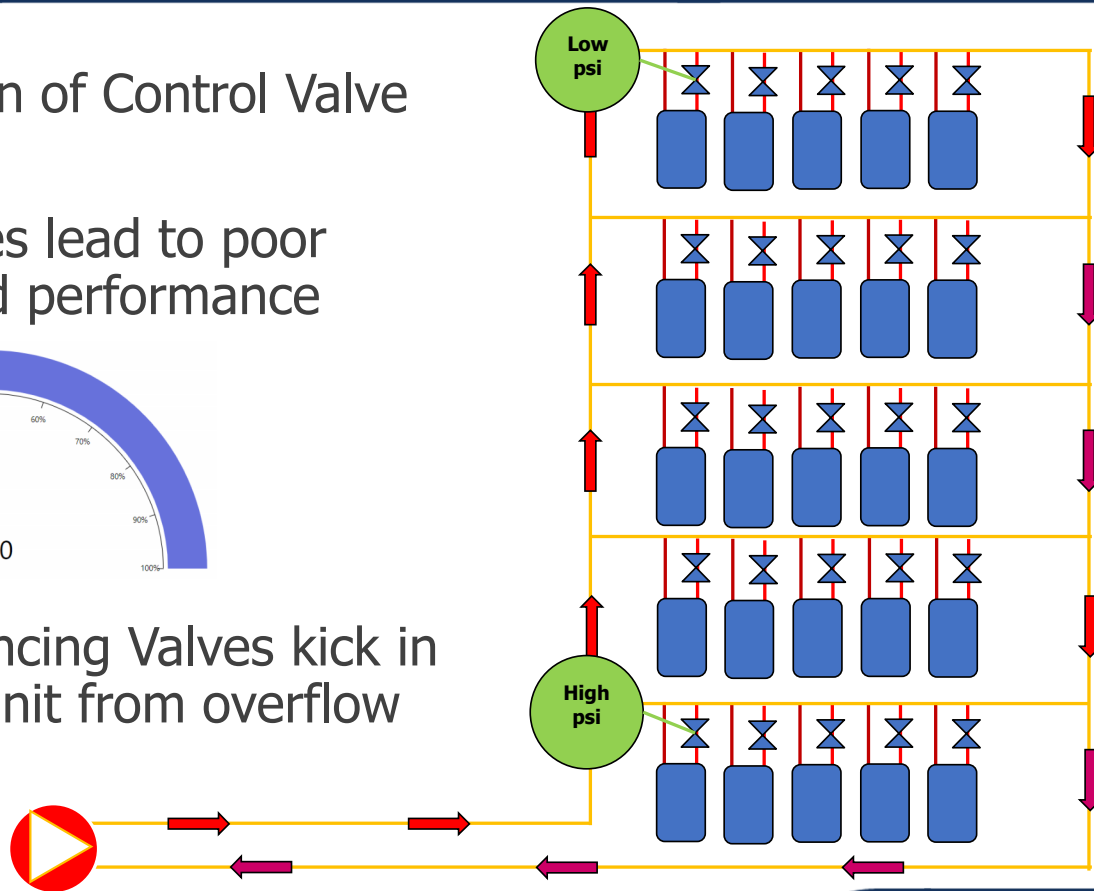 n of Control Valve
es lead to poor
d performance
60%
70%
80%
90%
100%
0
ncing Valves kick in
nit from overflow
Low
psi
High
psi